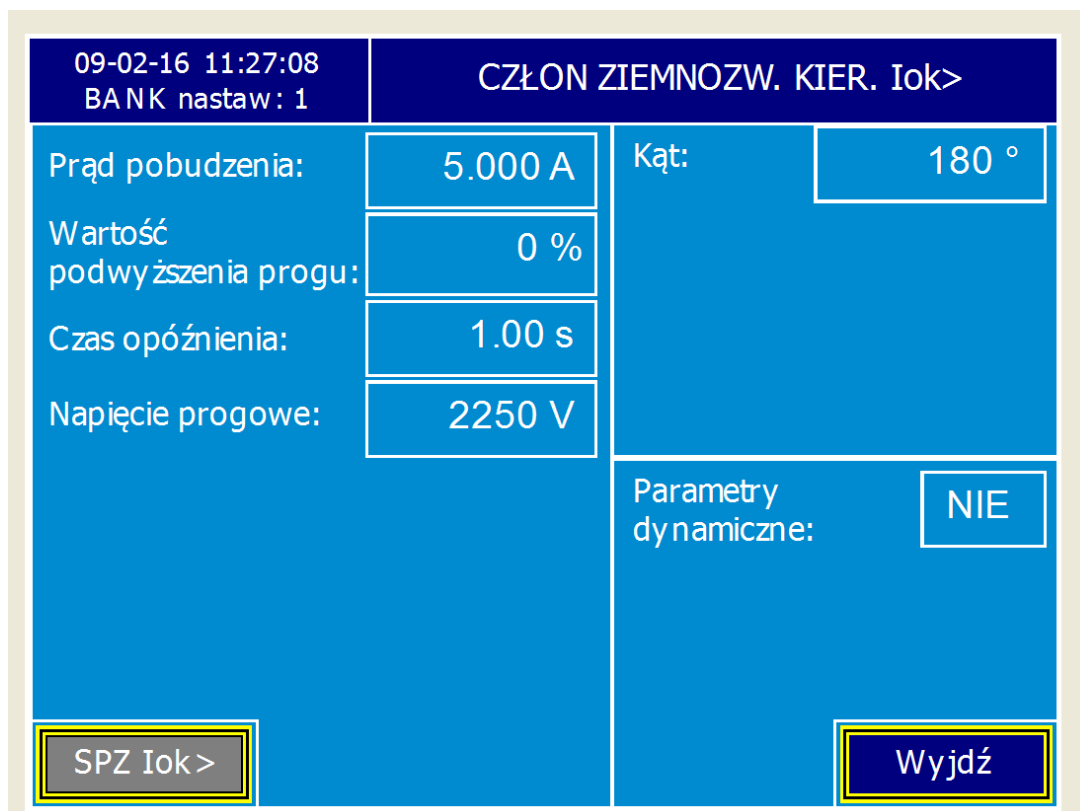 09-02-16 11:27:08
BANK nastaw: 1
CZŁON ZIEMNOZW. KIER. Iok>
Prąd pobudzenia:
5.000 A
Wartość
podwyższenia progu:
0 %
Czas opóźnienia:
1.00 s
Napięcie progowe:
2250 V
Kąt:
180 °
Parametry
dynamiczne:
NIE
SPZ Iok>
Wyjdź